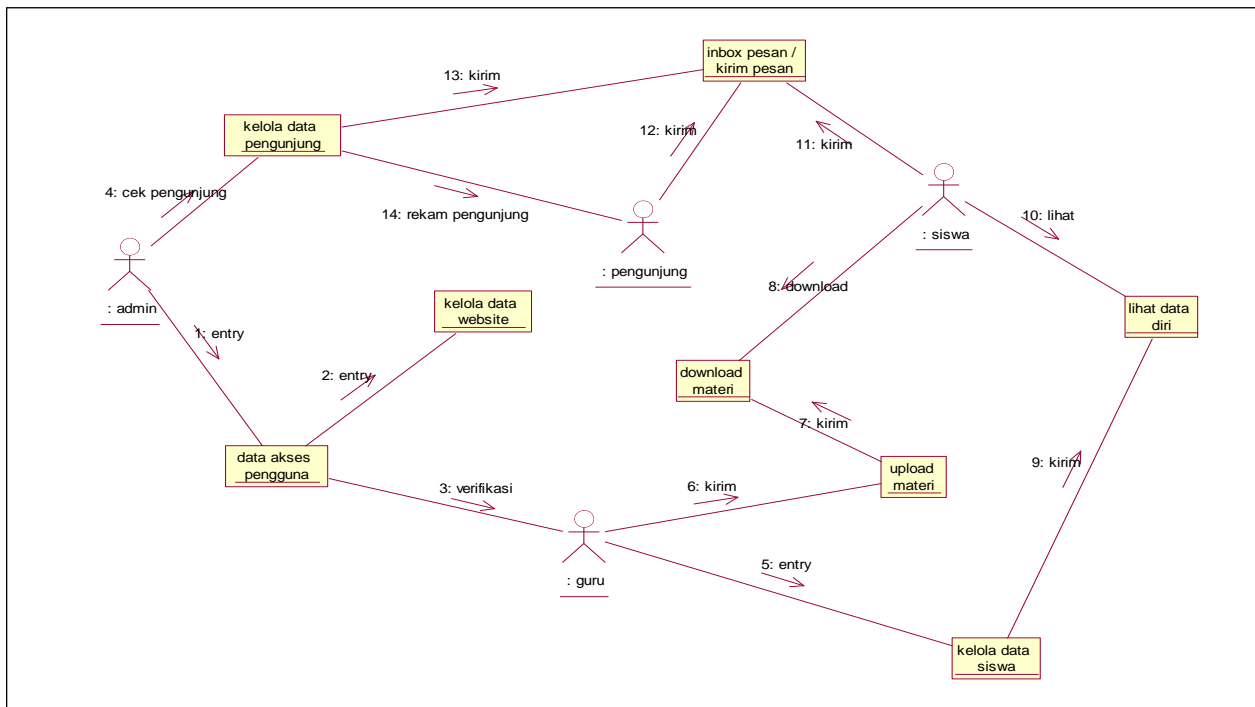 inbox pesan /
kirim pesan
13: kirim
kelola data
pengunjung
12: kirim
11: kirim
4: cek pengunjung
14: rekam pengunjung
10: lihat
: siswa
: pengunjung
8: download
: admin
kelola data
website
lihat data
diri
1: entry
2: entry
download
materi
7: kirim
data akses
pengguna
3: verifikasi
6: kirim
upload
materi
9: kirim
: guru
5: entry
kelola data
siswa